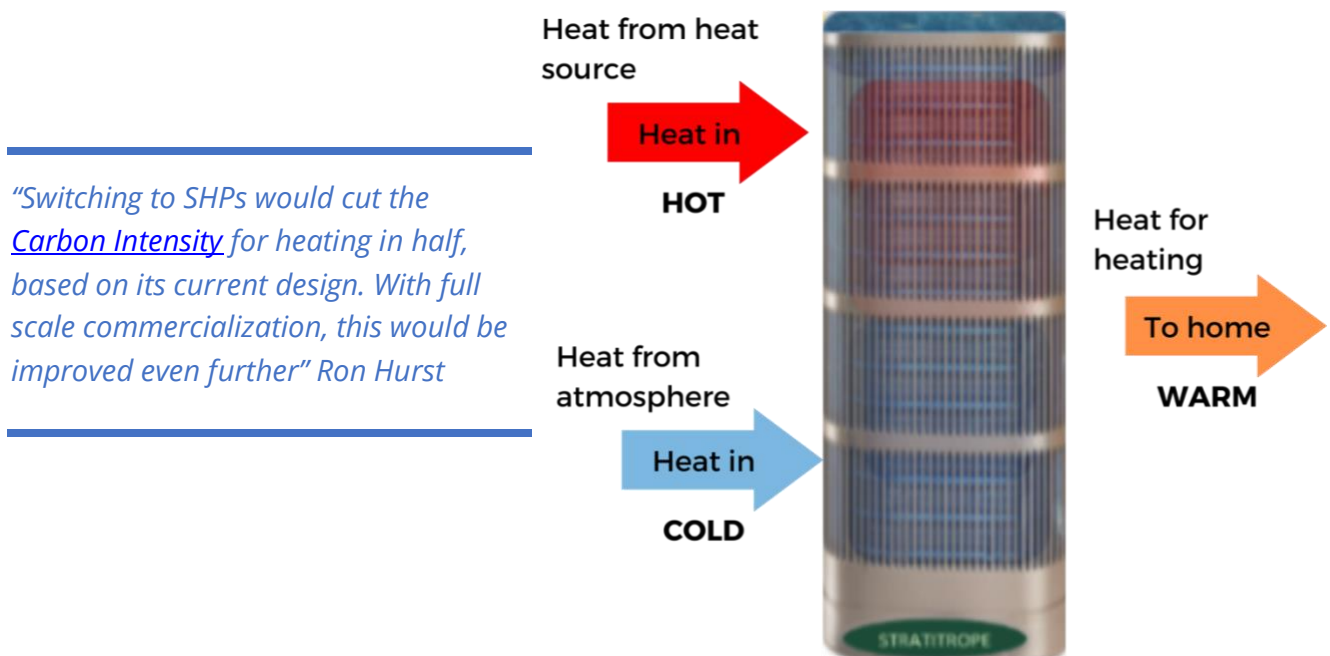 “Switching to SHPs would cut the
Carbon Intensity for heating in half,
based on its current design. With full
scale commercialization, this would be
improved even further” Ron Hurst
Heat from heat
source
Heat in
HOT
Heat from
atmosphere
Heat in
COLD
Heat for
heating
To home
WARM
STRATITROPE